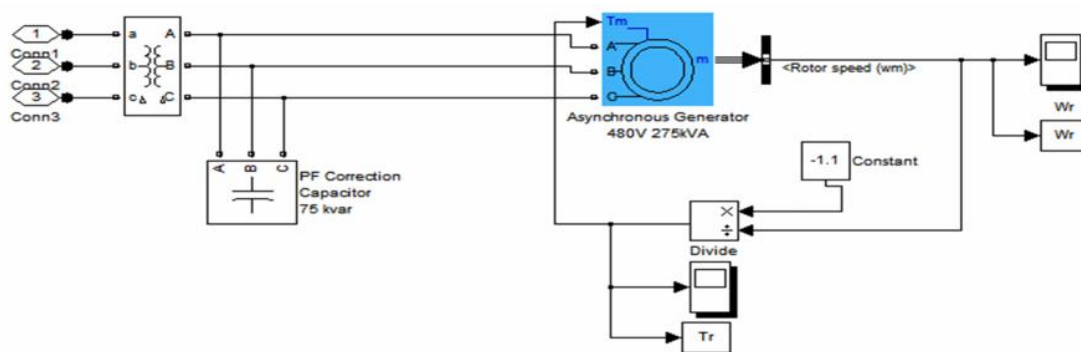 1
Conn1
2
Conn2
3
Conn3
a
b
c
A
B
C
A
B
C
PF Correction
Capacitor
75 kvar
Tm
A
B
C
m
Asynchronous Generator
480V 275kVA
<Rotor speed (wm)>
Wr
Wr
-1.1
Constant
×
÷
Divide
Tr